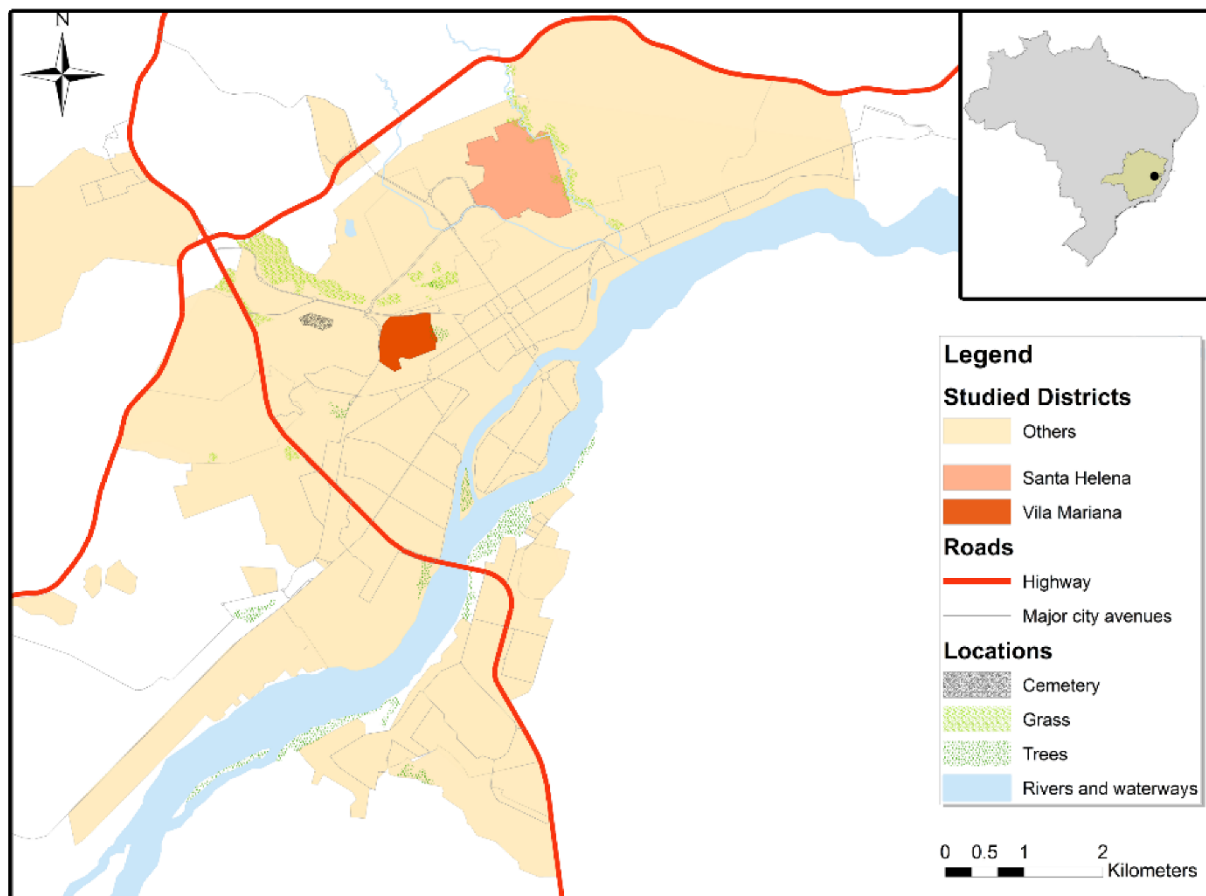 N
Legend
Studied Districts
Others
Santa Helena
Vila Mariana
Roads
Highway
Major city avenues
Locations
Cemetery
Grass
Trees
Rivers and waterways
0 0.5 1 2
Kilometers